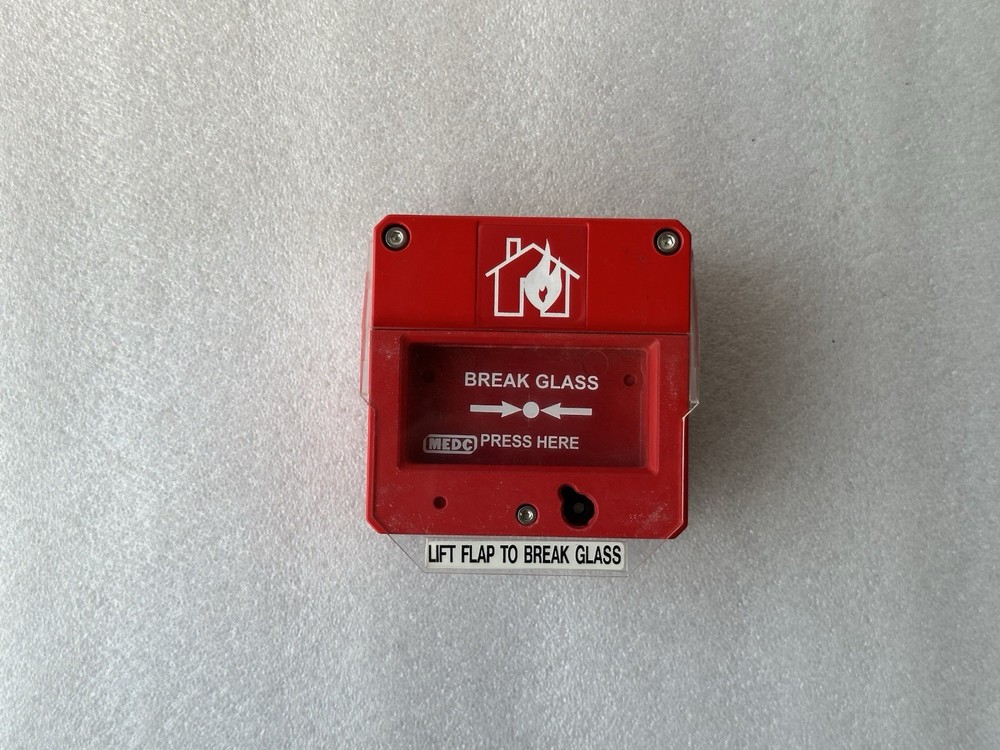 BREAK GLASS
MEDC PRESS HERE
LIFT FLAP TO BREAK GLASS